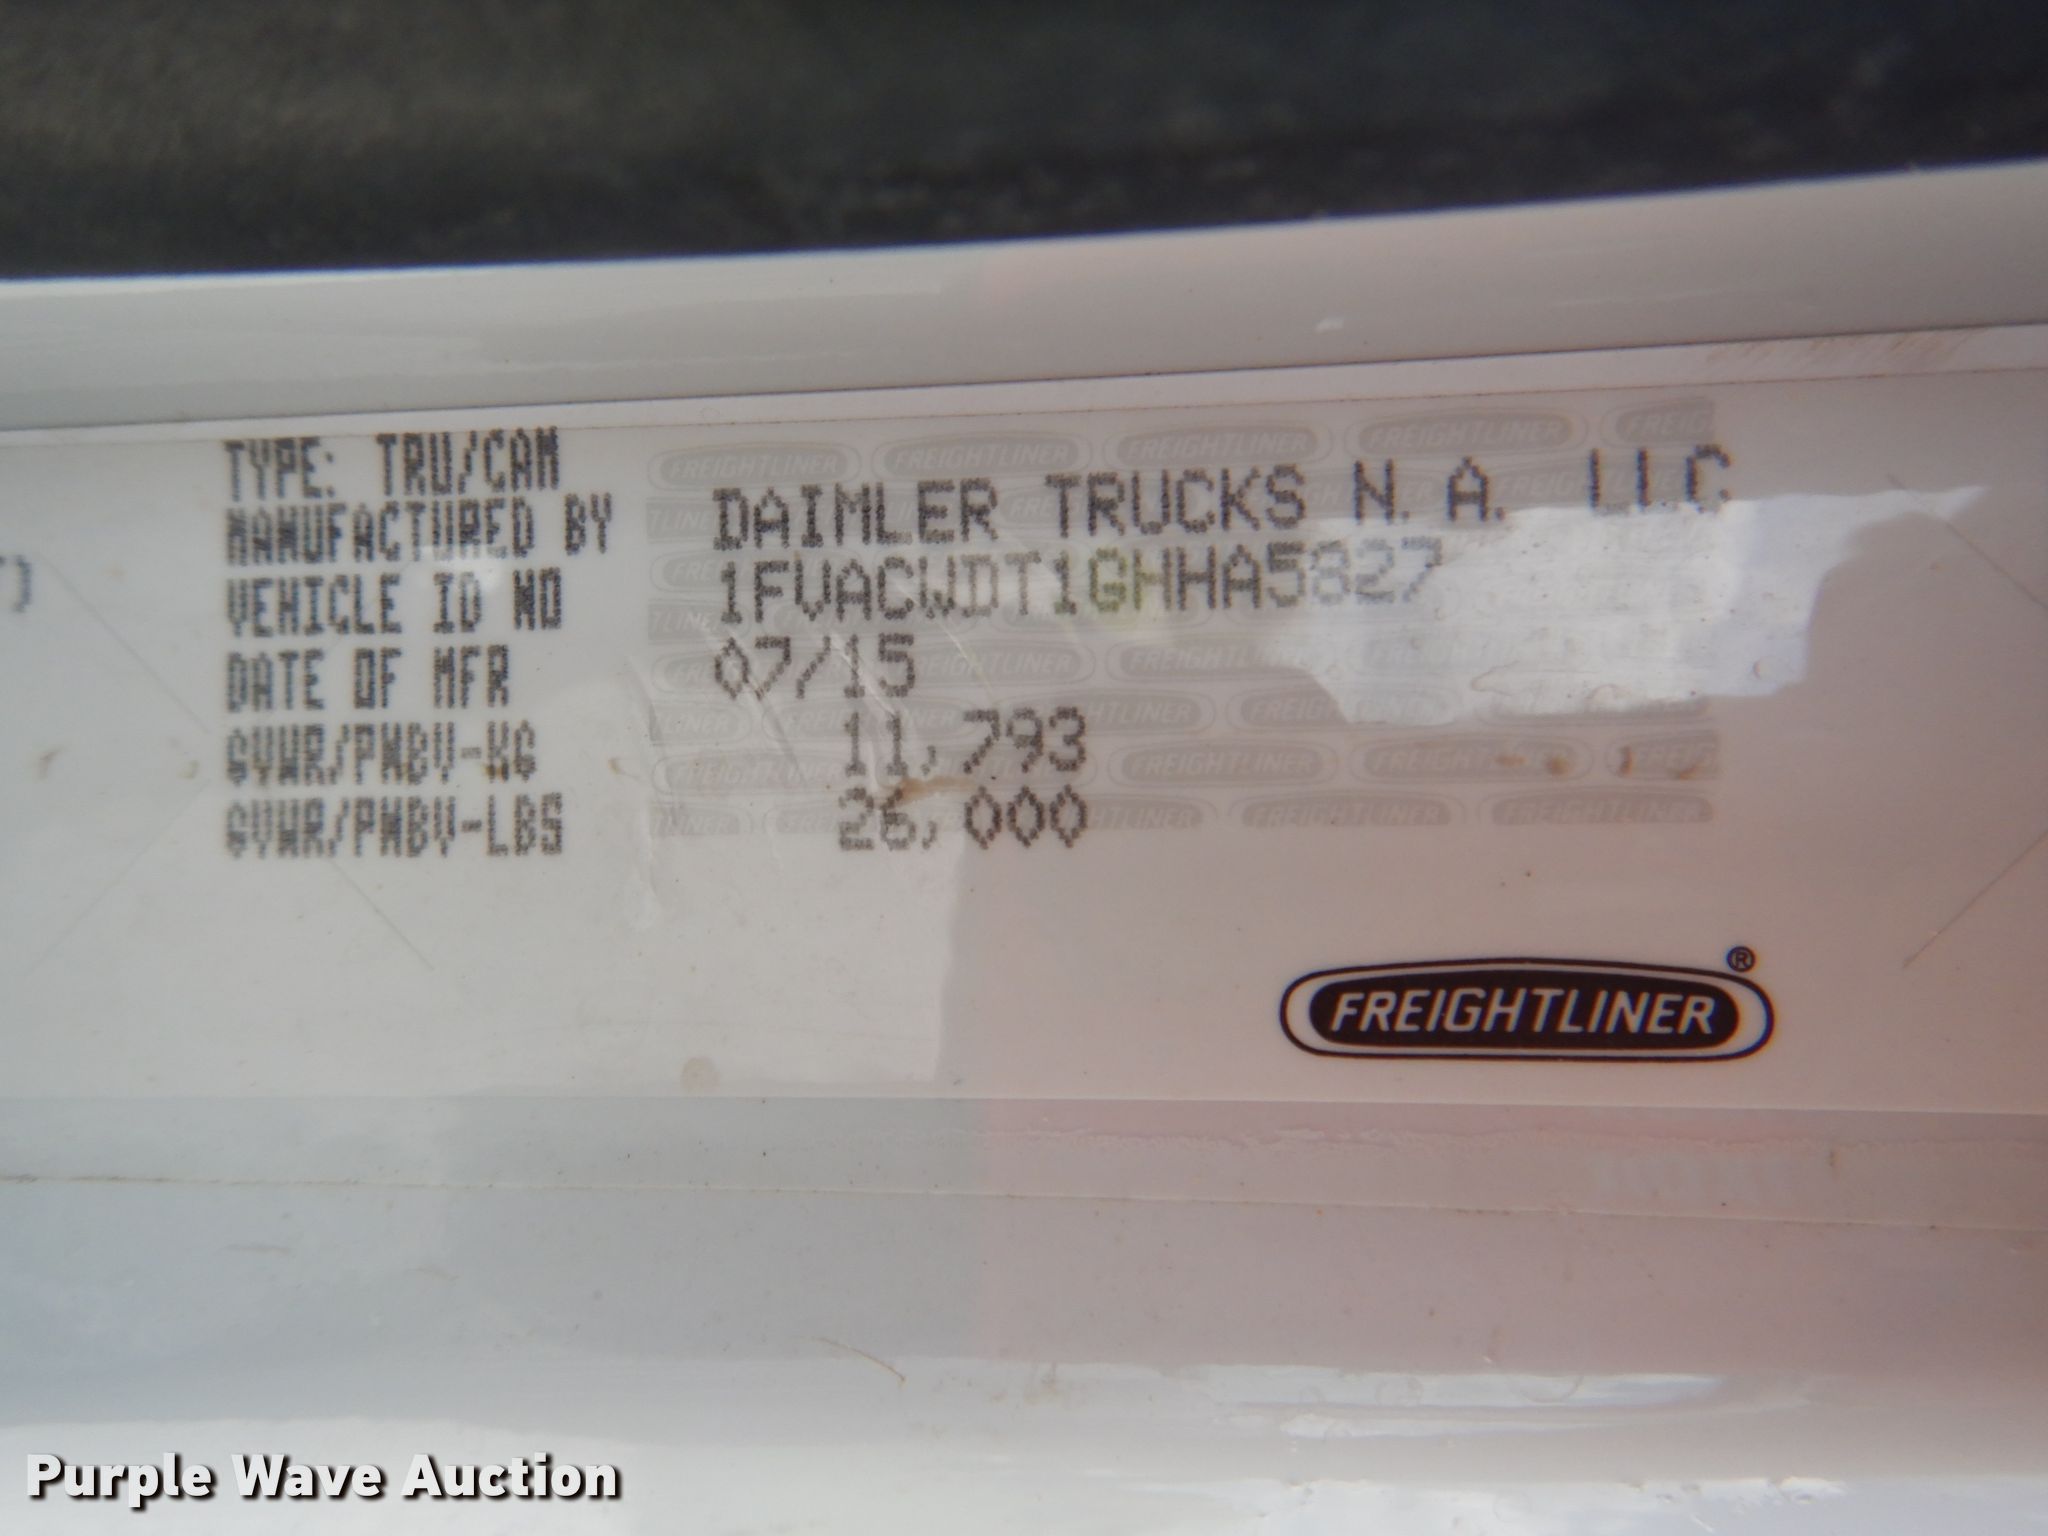 TYPE: TRU/CAM
MANUFACTURED BY DAIMLER TRUCKS N.A. LLC
VEHICLE ID NO 1FVACWDT1GHHA5827
DATE OF MFR 07/15
GVWR/PNBV-KG 11,793
GVWR/PNBV-LBS 26,000
FREIGHTLINER®
Purple Wave Auction